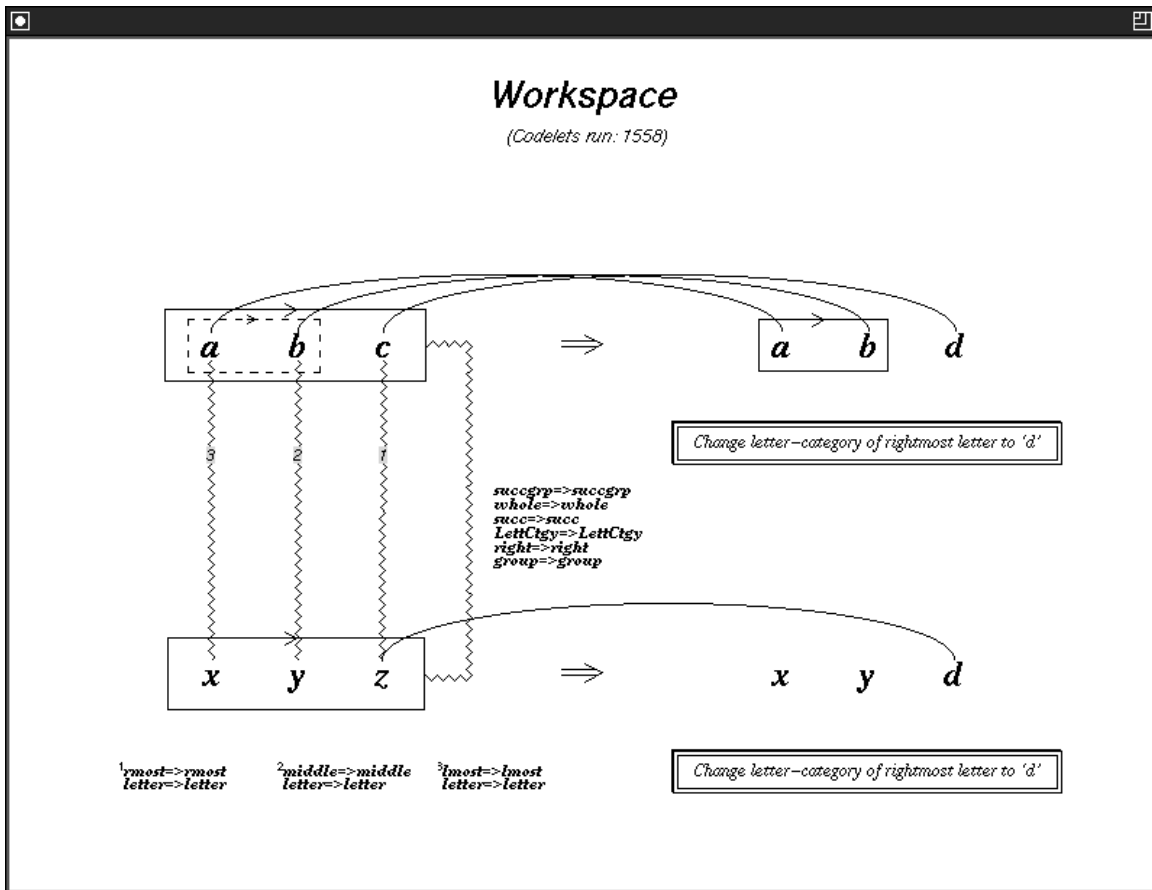 Workspace
(Codelets run: 1558)
a b c ⇒ a b d
3 2 1
Change letter-category of rightmost letter to 'd'
succgrp=>succgrp
whole=>whole
succ=>succ
LettCtgy=>LettCtgy
right=>right
group=>group
x y z ⇒ x y d
1rmost=>rmost 2middle=>middle 3lmost=>lmost
letter=>letter letter=>letter letter=>letter
Change letter-category of rightmost letter to 'd'